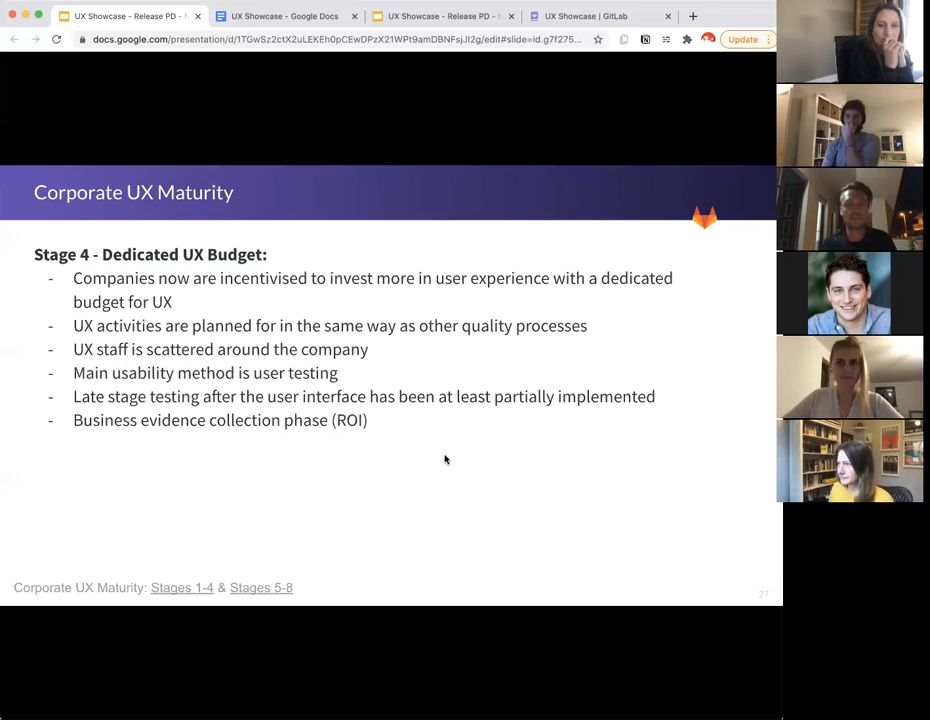 UX Showcase - Release PD - N
UX Showcase - Google Docs
UX Showcase - Release PD - N
UX Showcase | GitLab
docs.google.com/presentation/d/1TGwSz2ctX2uLEKEh0pCEwDPzX21WPt9amDBNFsjJI2g/edit#slide=id.g7f275...
Update
Corporate UX Maturity
Stage 4 - Dedicated UX Budget:
- Companies now are incentivised to invest more in user experience with a dedicated
budget for UX
- UX activities are planned for in the same way as other quality processes
- UX staff is scattered around the company
- Main usability method is user testing
- Late stage testing after the user interface has been at least partially implemented
- Business evidence collection phase (ROI)
Corporate UX Maturity: Stages 1-4 & Stages 5-8
27